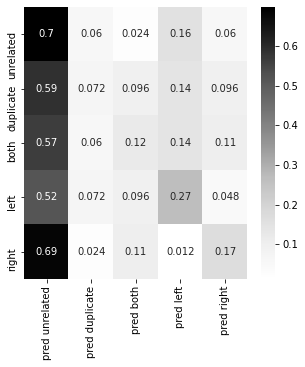 unrelated 0.7 0.06 0.024 0.16 0.06
duplicate 0.59 0.072 0.096 0.14 0.096
both 0.57 0.06 0.12 0.14 0.11
left 0.52 0.072 0.096 0.27 0.048
right 0.69 0.024 0.11 0.012 0.17
pred unrelated
pred duplicate
pred both
pred left
pred right
0.6
0.5
0.4
0.3
0.2
0.1